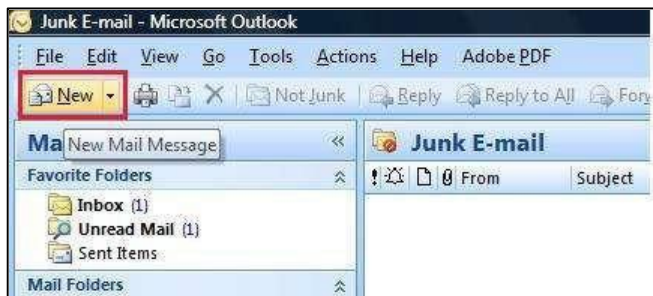 Junk E-mail - Microsoft Outlook
File Edit View Go Tools Actions Help Adobe PDF
New Not Junk Reply Reply to All Forw
Ma « Junk E-mail
New Mail Message
Favorite Folders ! From Subject
Inbox (1)
Unread Mail (1)
Sent Items
Mail Folders